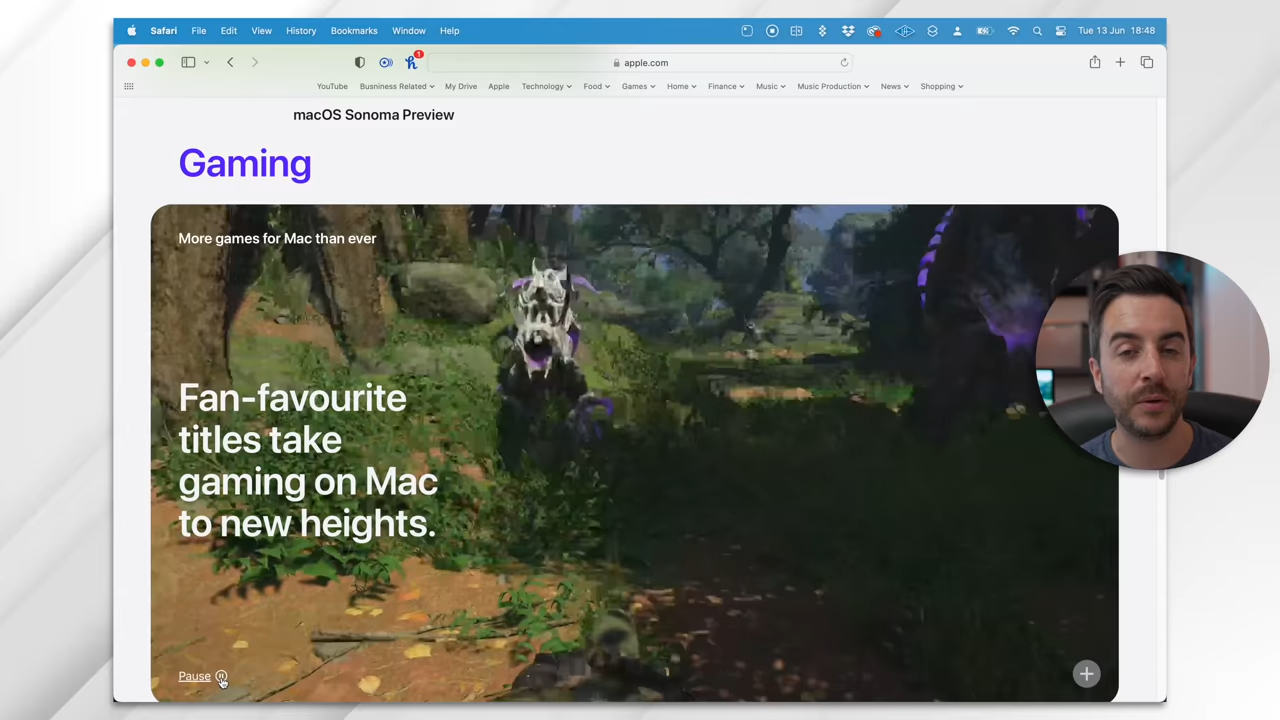 Safari File Edit View History Bookmarks Window Help Tue 13 Jun 18:48
1
apple.com
YouTube Busniness Related My Drive Apple Technology Food Games Home Finance Music Music Production News Shopping
macOS Sonoma Preview
Gaming
More games for Mac than ever
Fan-favourite
titles take
gaming on Mac
to new heights.
Pause